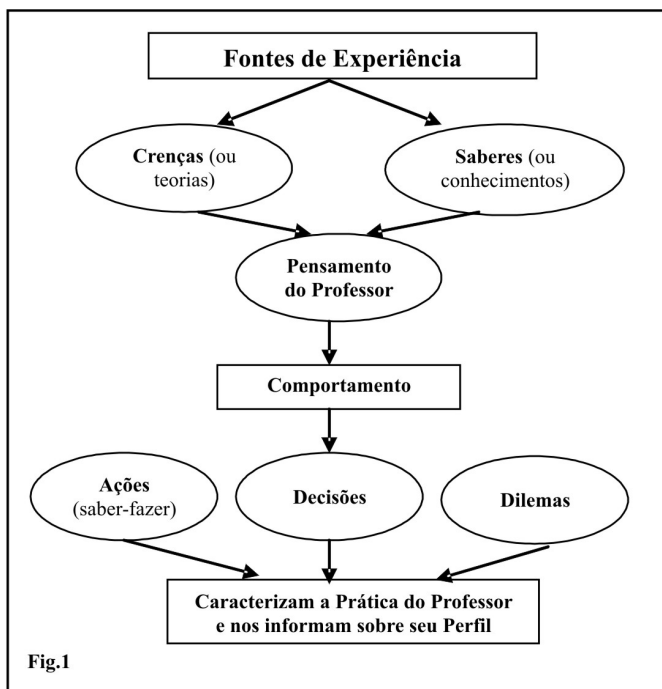 Fontes de Experiência
Crenças (ou
teorias)
Saberes (ou
conhecimentos)
Pensamento
do Professor
Comportamento
Ações
(saber-fazer)
Decisões
Dilemas
Caracterizam a Prática do Professor
e nos informam sobre seu Perfil
Fig.1